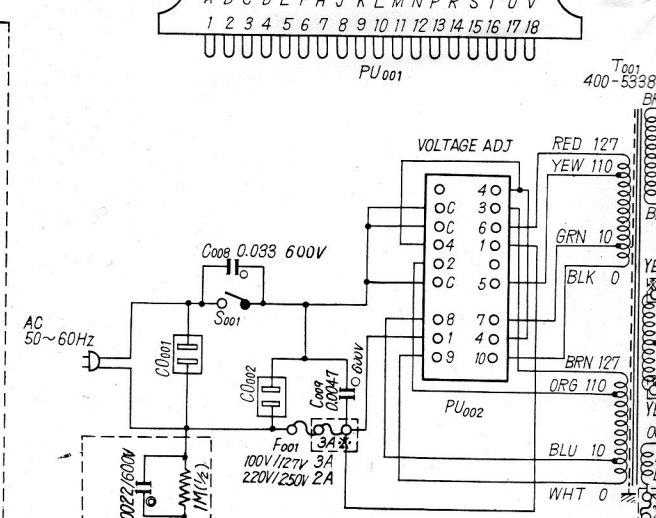 1 2 3 4 5 6 7 8 9 10 11 12 13 14 15 16 17 18
PU001
T001
400-5338
VOLTAGE ADJ
RED 127
YEW 110
GRN 10
BLK 0
4
C 3
C 6
4 1
2
C 5
8 7
1 4
9 10
PU002
BRN 127
ORG 110
BLU 10
WHT 0
C008 0.033 600V
S001
AC
50~60Hz
CO001
CO002
C009
0.0047
600V
F001
3A※
100V/127V 3A
220V/250V 2A
0022/600V
1M(½)